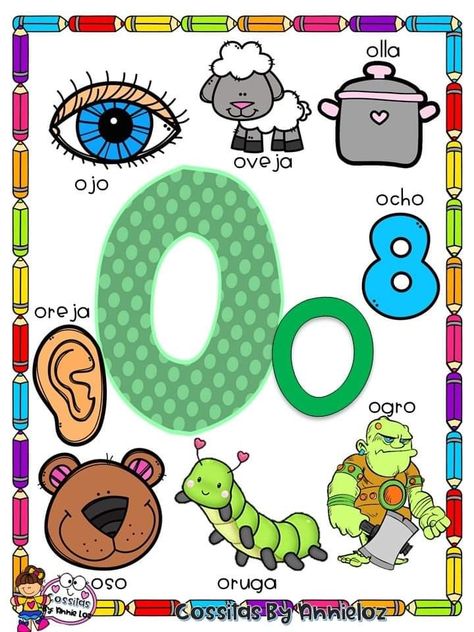 olla
oveja
ojo
ocho
O o
oreja
8
ogro
oso
oruga
Cossitas
By Annie Loz
Cossitas By Annieloz